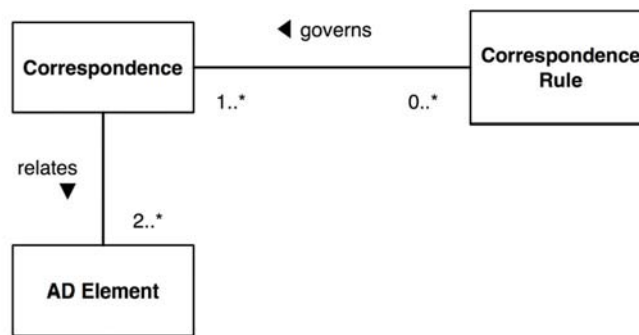 ◀ governs
Correspondence
Correspondence
Rule
1..*
0..*
relates
▼
2..*
AD Element